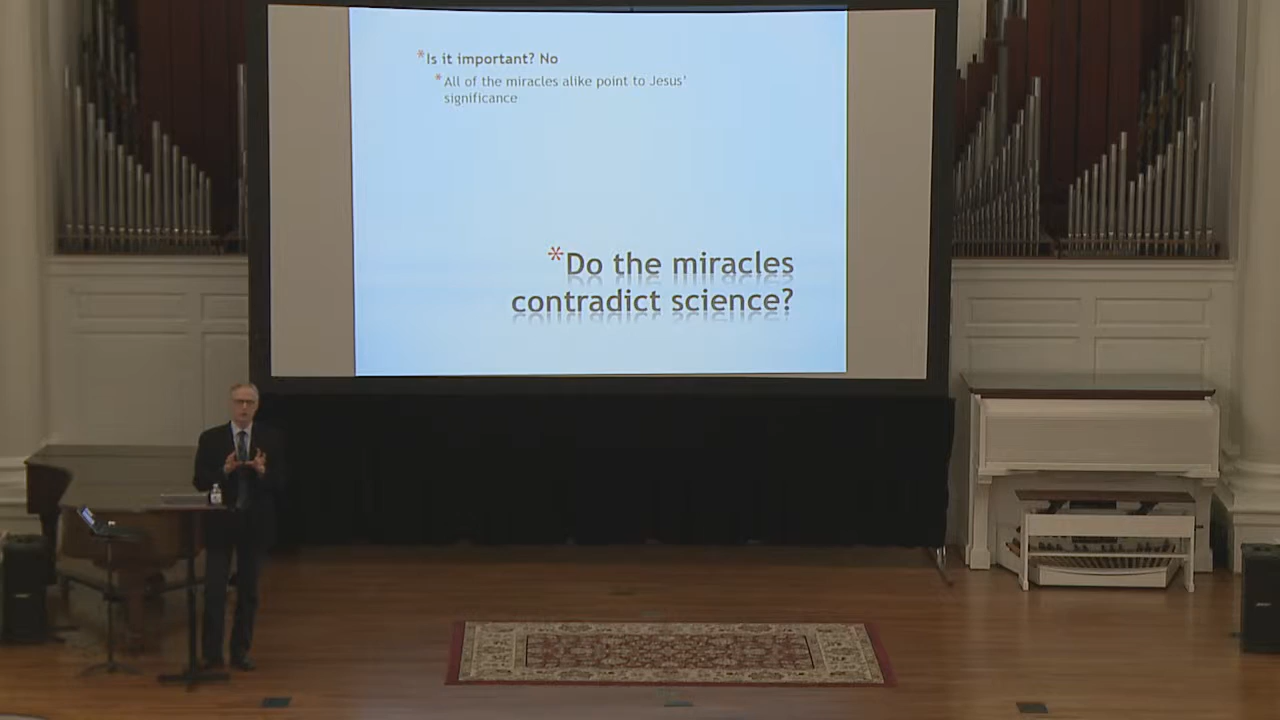 *Is it important? No
*All of the miracles alike point to Jesus'
significance
*Do the miracles
contradict science?